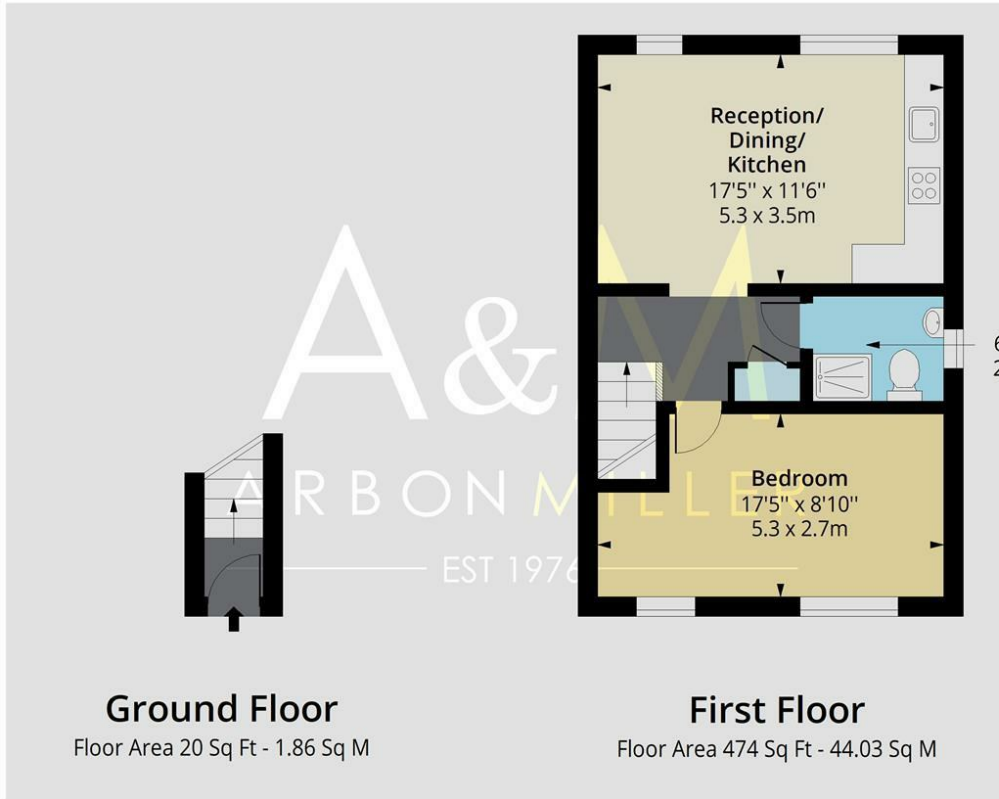 Reception/
Dining/
Kitchen
17'5'' x 11'6''
5.3 x 3.5m
A&M
ARBON MILLER
EST 1976
Bedroom
17'5'' x 8'10''
5.3 x 2.7m
Ground Floor
Floor Area 20 Sq Ft - 1.86 Sq M
First Floor
Floor Area 474 Sq Ft - 44.03 Sq M